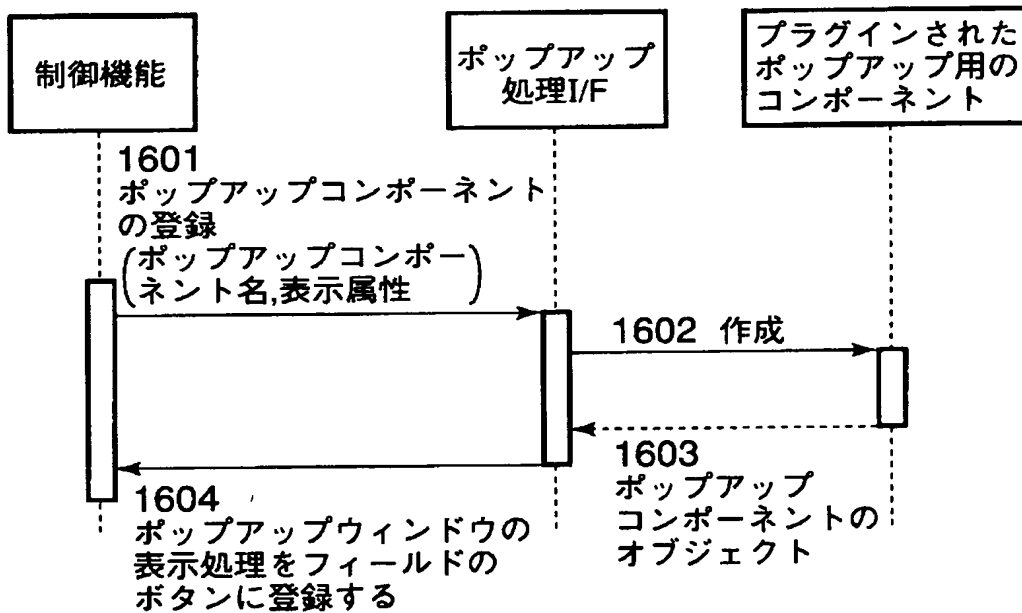 制御機能
ポップアップ
処理I/F
プラグインされた
ポップアップ用の
コンポーネント
1601
ポップアップコンポーネント
の登録
(ポップアップコンポー
ネント名,表示属性)
1602 作成
1603
ポップアップ
コンポーネントの
オブジェクト
1604
ポップアップウィンドウの
表示処理をフィールドの
ボタンに登録する